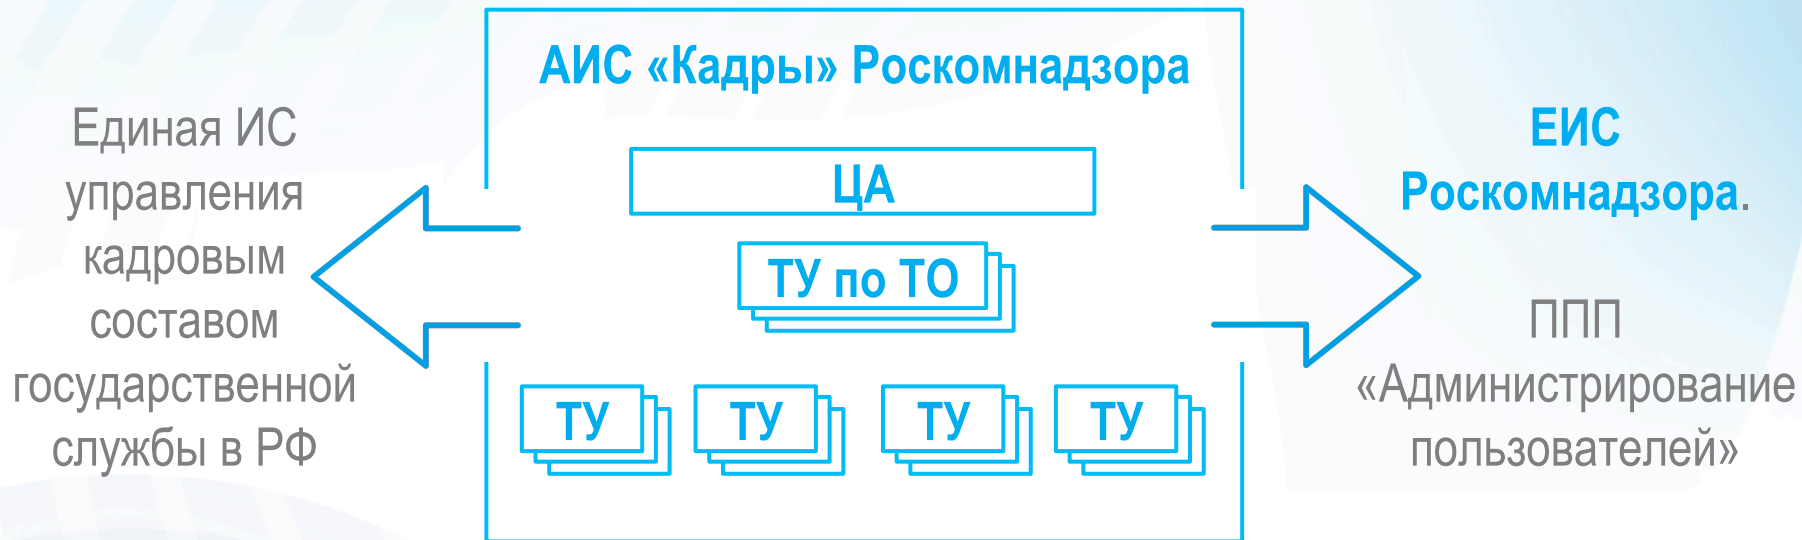 Единая ИС
управления
кадровым
составом
государственной
службы в РФ
АИС «Кадры» Роскомнадзора
ЦА
ТУ по ТО
ТУ
ТУ
ТУ
ТУ
ЕИС
Роскомнадзора.
ППП
«Администрирование
пользователей»